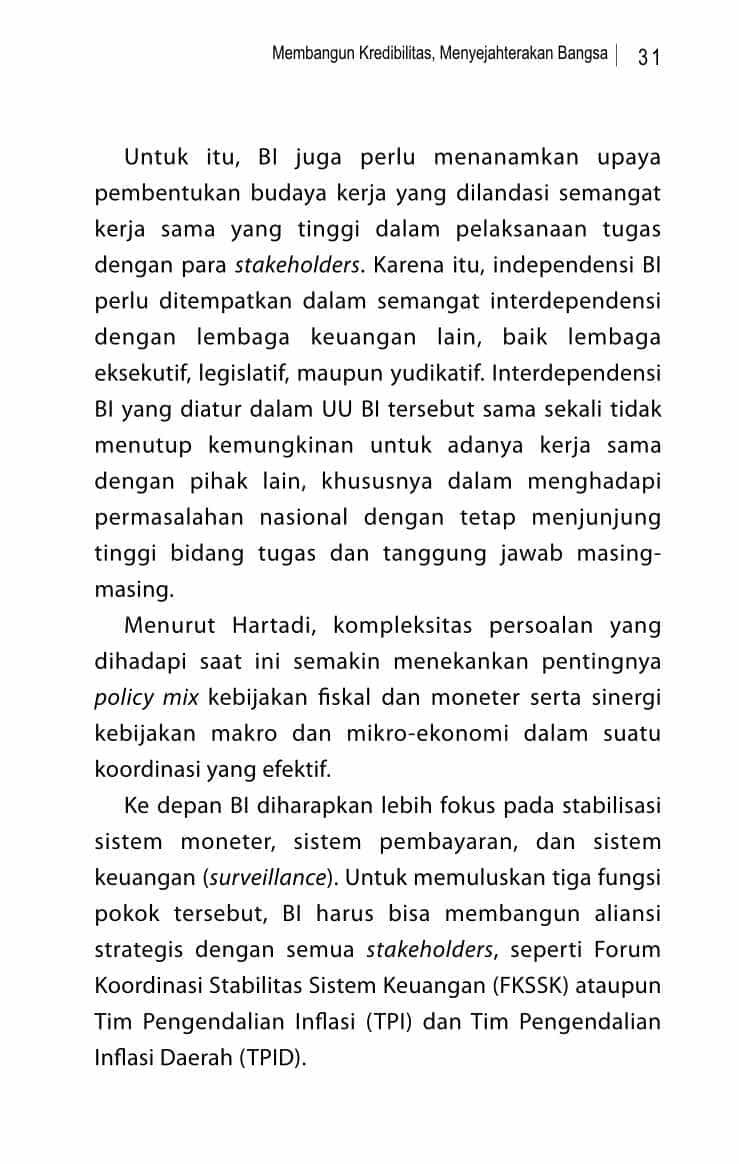 Membangun Kredibilitas, Menyejahterakan Bangsa | 31
Untuk itu, BI juga perlu menanamkan upaya
pembentukan budaya kerja yang dilandasi semangat
kerja sama yang tinggi dalam pelaksanaan tugas
dengan para stakeholders. Karena itu, independensi BI
perlu ditempatkan dalam semangat interdependensi
dengan lembaga keuangan lain, baik lembaga
eksekutif, legislatif, maupun yudikatif. Interdependensi
BI yang diatur dalam UU BI tersebut sama sekali tidak
menutup kemungkinan untuk adanya kerja sama
dengan pihak lain, khususnya dalam menghadapi
permasalahan nasional dengan tetap menjunjung
tinggi bidang tugas dan tanggung jawab masing-
masing.
Menurut Hartadi, kompleksitas persoalan yang
dihadapi saat ini semakin menekankan pentingnya
policy mix kebijakan fiskal dan moneter serta sinergi
kebijakan makro dan mikro-ekonomi dalam suatu
koordinasi yang efektif.
Ke depan BI diharapkan lebih fokus pada stabilisasi
sistem moneter, sistem pembayaran, dan sistem
keuangan (surveillance). Untuk memuluskan tiga fungsi
pokok tersebut, BI harus bisa membangun aliansi
strategis dengan semua stakeholders, seperti Forum
Koordinasi Stabilitas Sistem Keuangan (FKSSK) ataupun
Tim Pengendalian Inflasi (TPI) dan Tim Pengendalian
Inflasi Daerah (TPID).